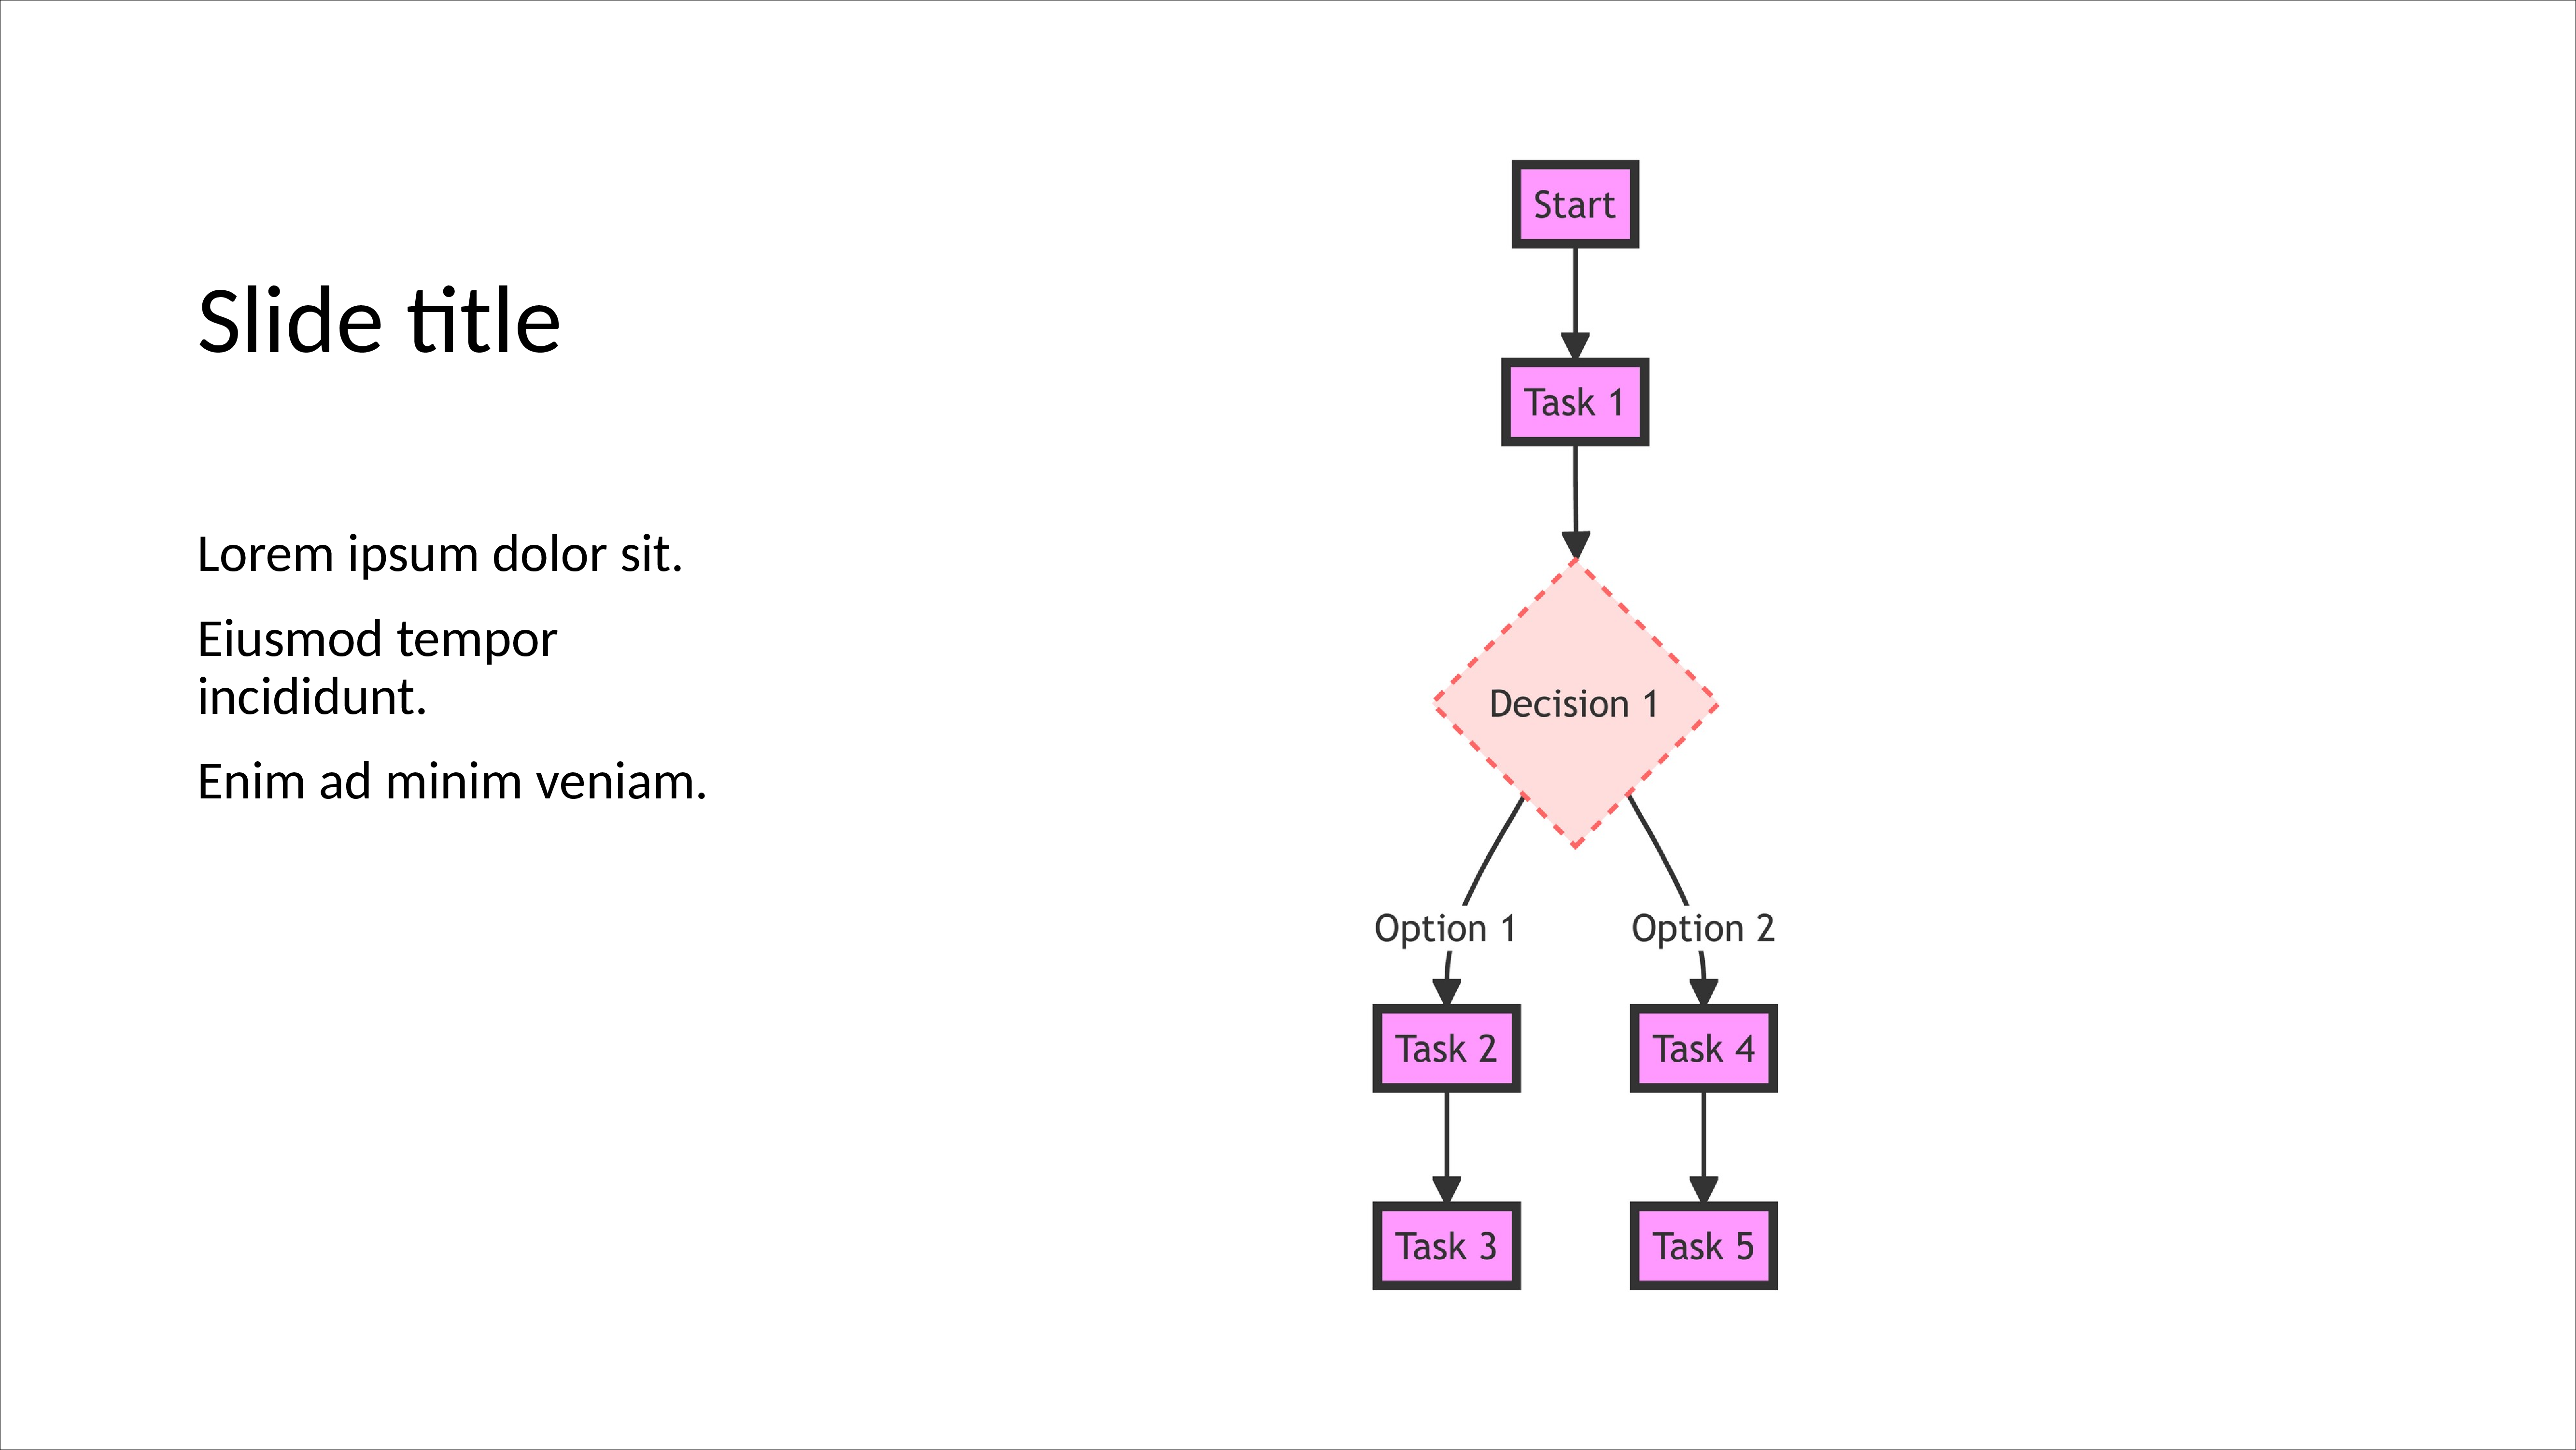 Slide title
Lorem ipsum dolor sit.
Eiusmod tempor
incididunt.
Enim ad minim veniam.
Start
Task 1
Decision 1
Option 1
Option 2
Task 2
Task 4
Task 3
Task 5